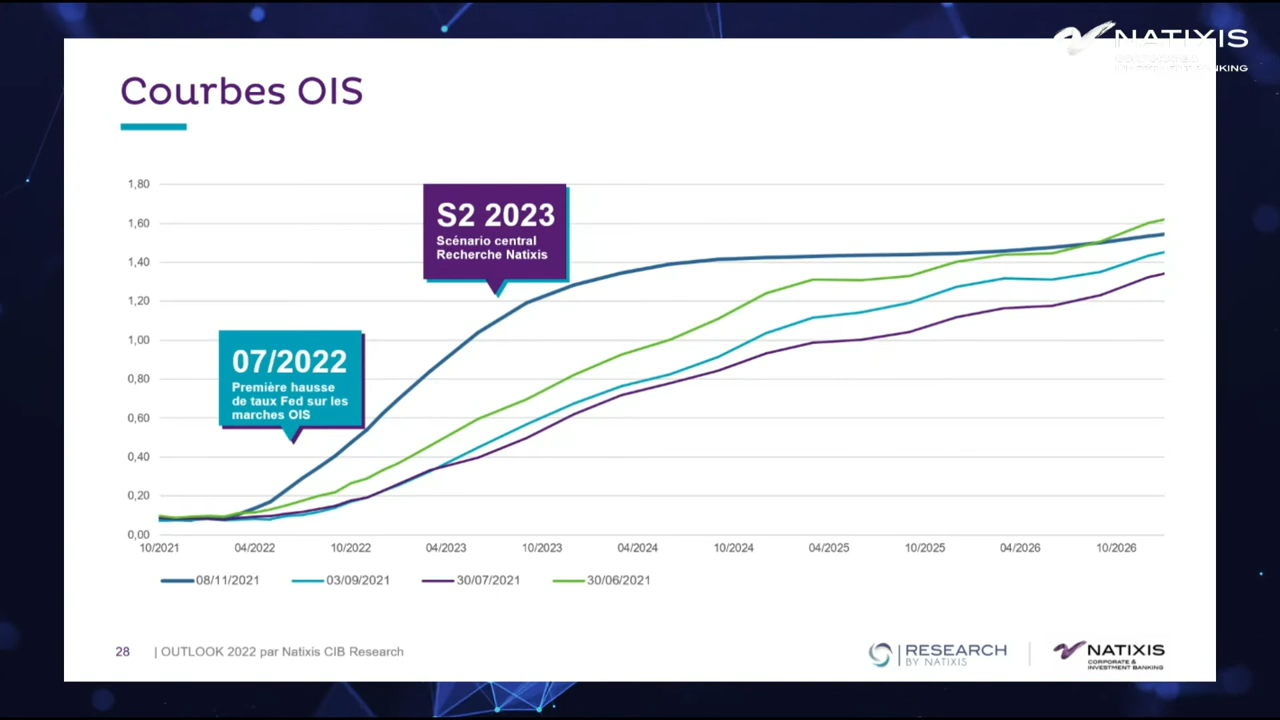 NATIXIS
Courbes OIS
1,80
1,60
1,40
1,20
1,00
0,80
0,60
0,40
0,20
0,00
S2 2023
Scénario central
Recherche Natixis
07/2022
Première hausse
de taux Fed sur les
marches OIS
10/2021 04/2022 10/2022 04/2023 10/2023 04/2024 10/2024 04/2025 10/2025 04/2026 10/2026
08/11/2021 03/09/2021 30/07/2021 30/06/2021
28 | OUTLOOK 2022 par Natixis CIB Research
RESEARCH
BY NATIXIS
NATIXIS
CORPORATE &
INVESTMENT BANKING